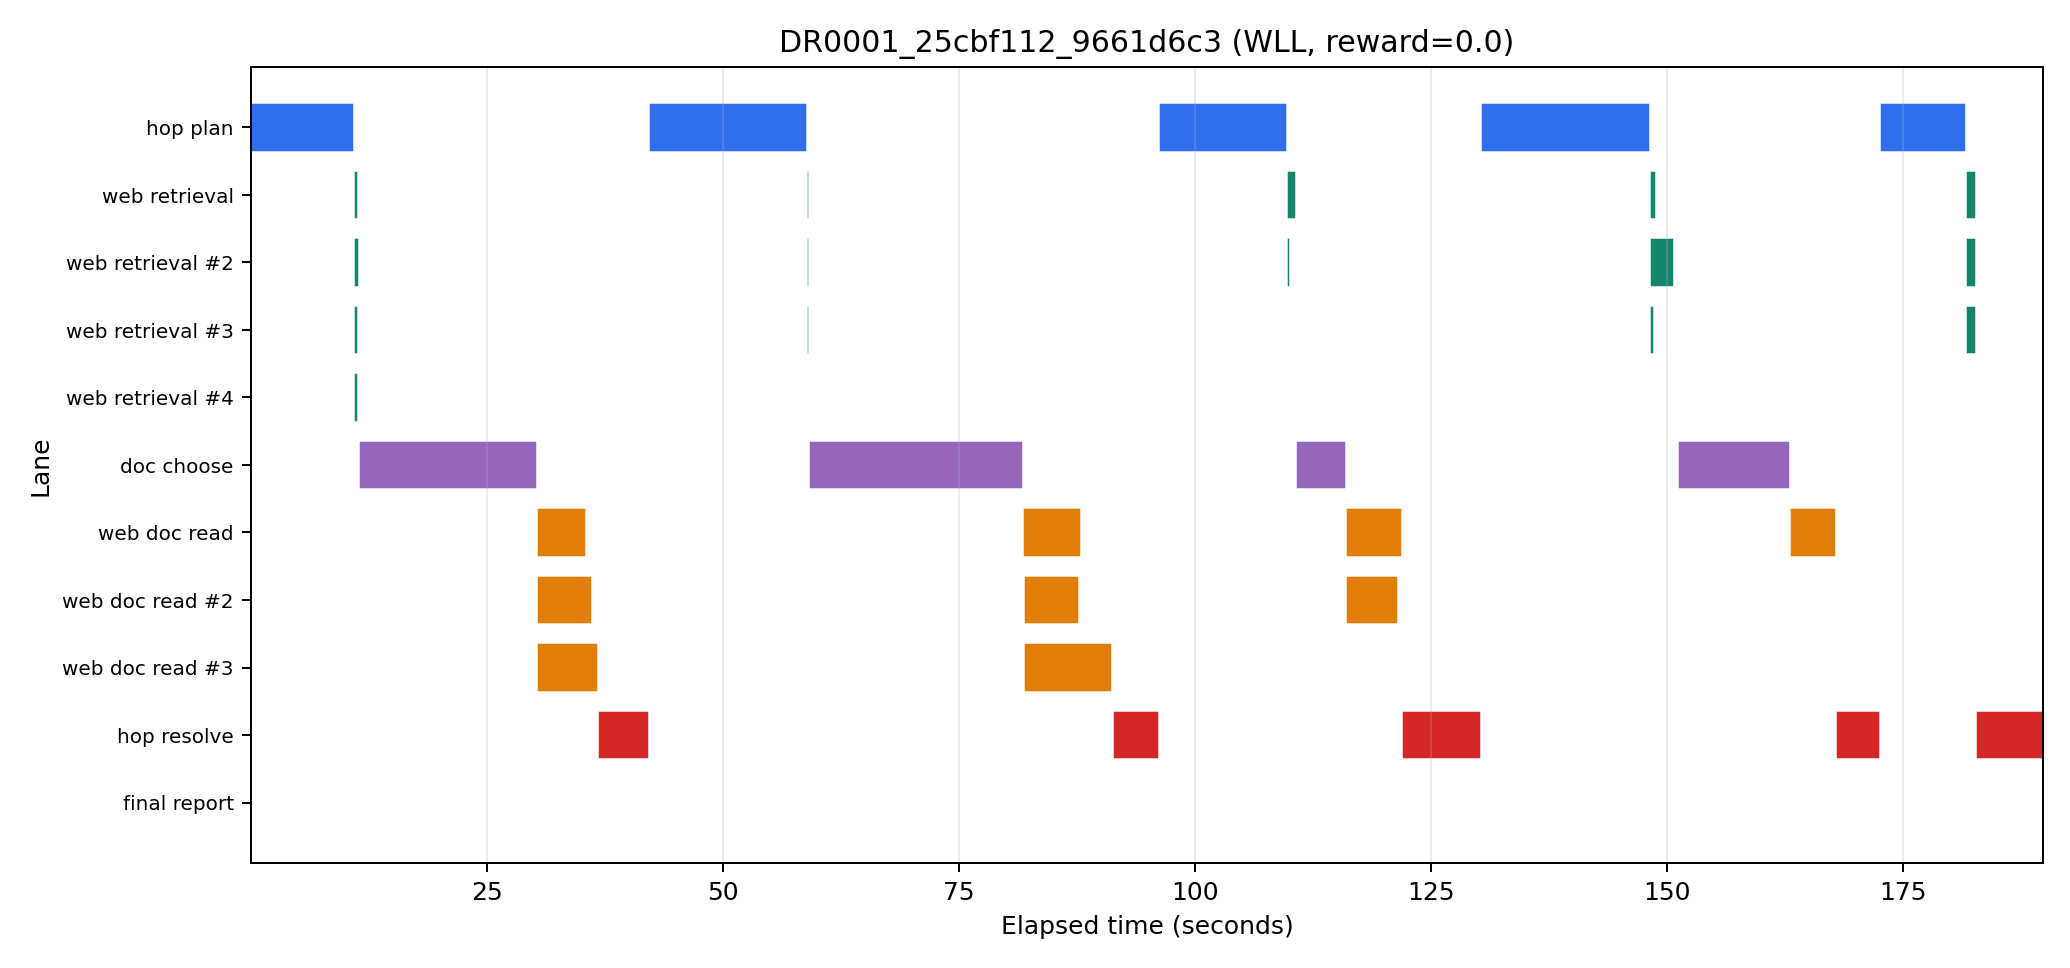 DR0001_25cbf112_9661d6c3 (WLL, reward=0.0)
hop plan
web retrieval
web retrieval #2
web retrieval #3
web retrieval #4
doc choose
web doc read
web doc read #2
web doc read #3
hop resolve
final report
Lane
25 50 75 100 125 150 175
Elapsed time (seconds)